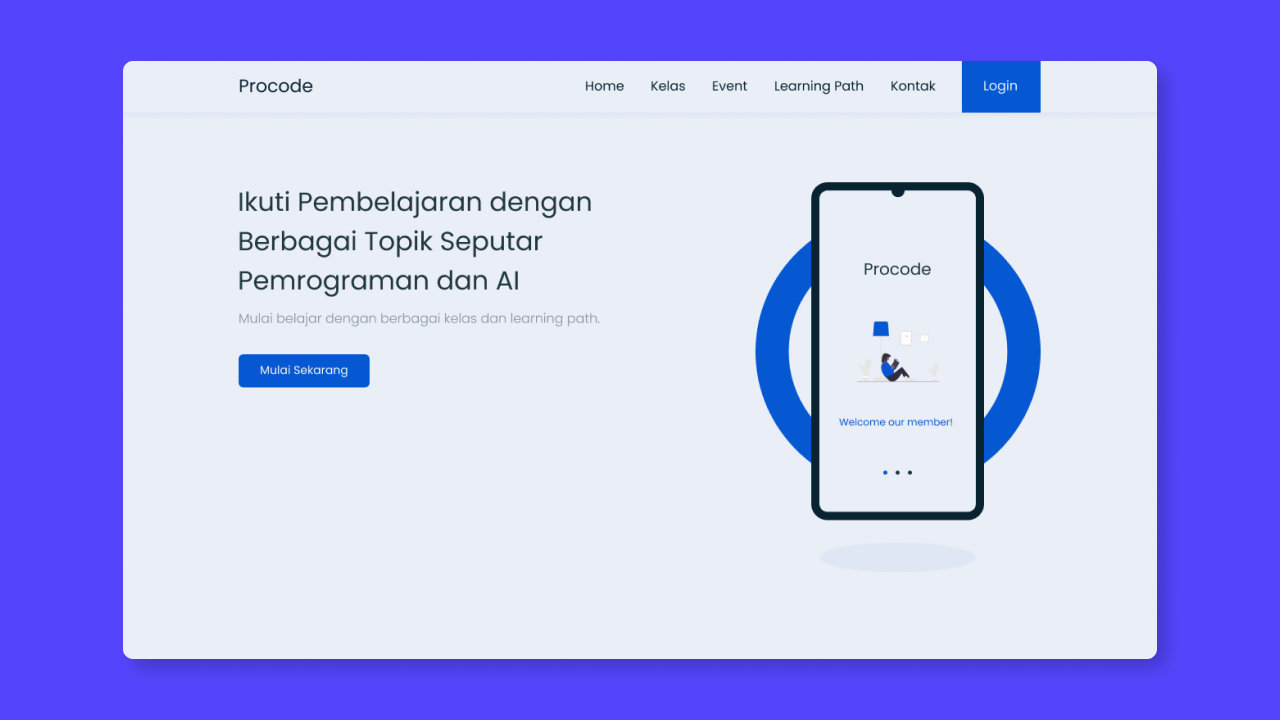 Procode
Home Kelas Event Learning Path Kontak Login
Ikuti Pembelajaran dengan
Berbagai Topik Seputar
Pemrograman dan AI
Mulai belajar dengan berbagai kelas dan learning path.
Mulai Sekarang
Procode
Welcome our member!